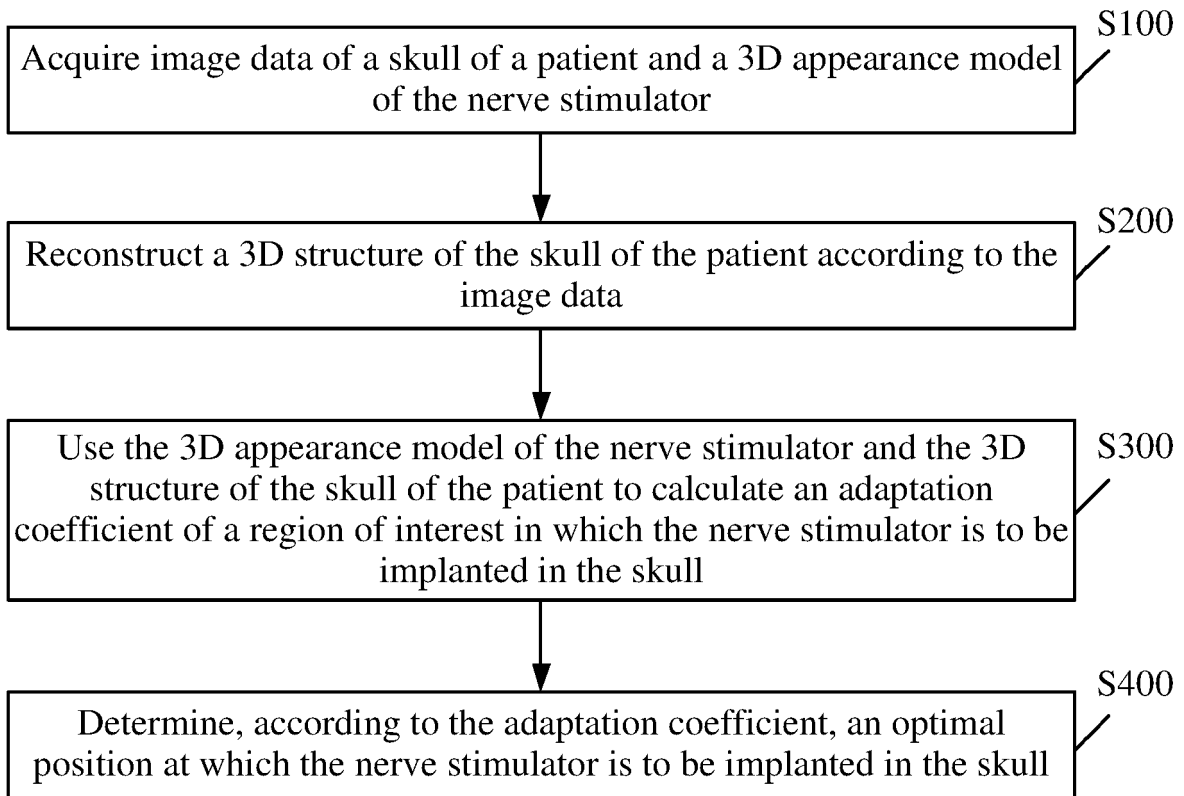 S100
Acquire image data of a skull of a patient and a 3D appearance model
of the nerve stimulator
S200
Reconstruct a 3D structure of the skull of the patient according to the
image data
S300
Use the 3D appearance model of the nerve stimulator and the 3D
structure of the skull of the patient to calculate an adaptation
coefficient of a region of interest in which the nerve stimulator is to be
implanted in the skull
S400
Determine, according to the adaptation coefficient, an optimal
position at which the nerve stimulator is to be implanted in the skull